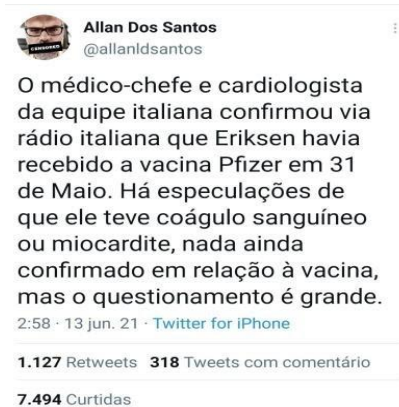 Allan Dos Santos
CENSORED
@allanldsantos
O médico-chefe e cardiologista
da equipe italiana confirmou via
rádio italiana que Eriksen havia
recebido a vacina Pfizer em 31
de Maio. Há especulações de
que ele teve coágulo sanguíneo
ou miocardite, nada ainda
confirmado em relação à vacina,
mas o questionamento é grande.
2:58 · 13 jun. 21 · Twitter for iPhone
1.127 Retweets 318 Tweets com comentário
7.494 Curtidas